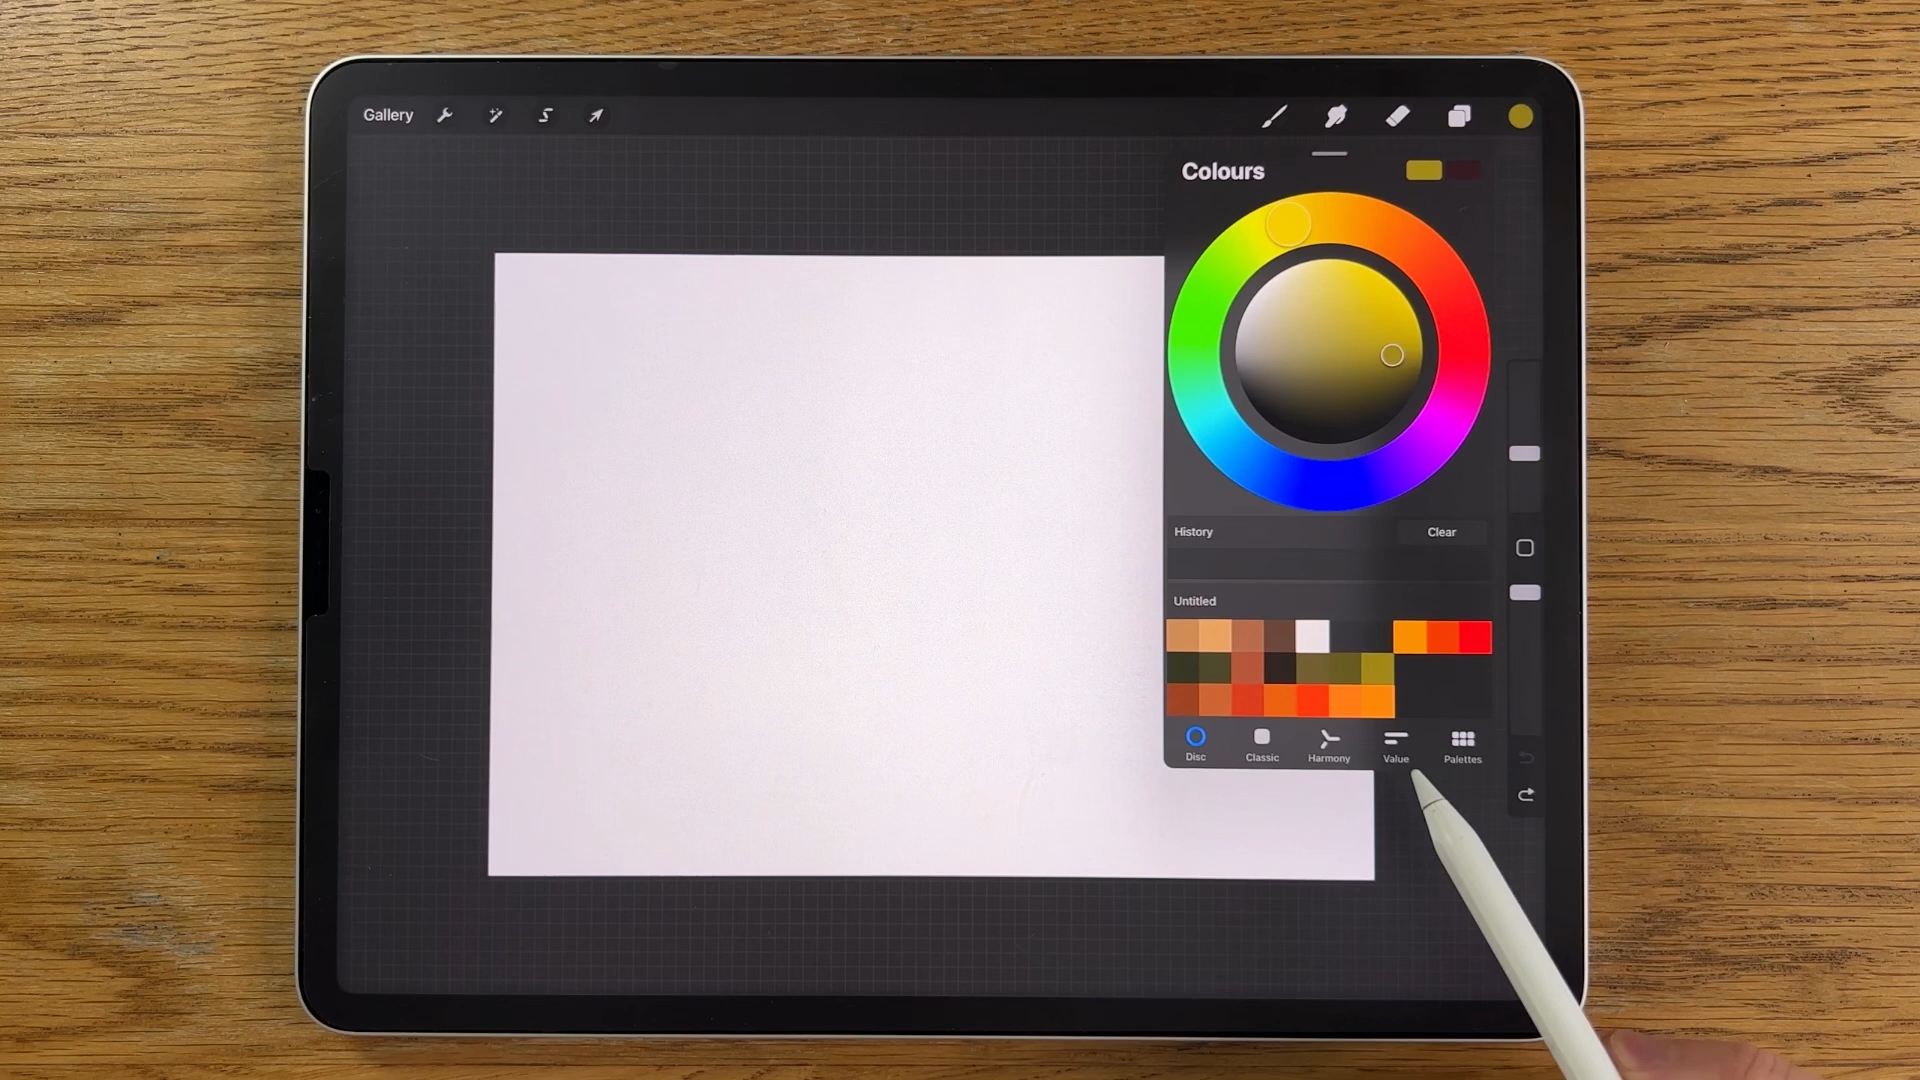 Gallery
Colours
History Clear
Untitled
Disc Classic Harmony Value Palettes